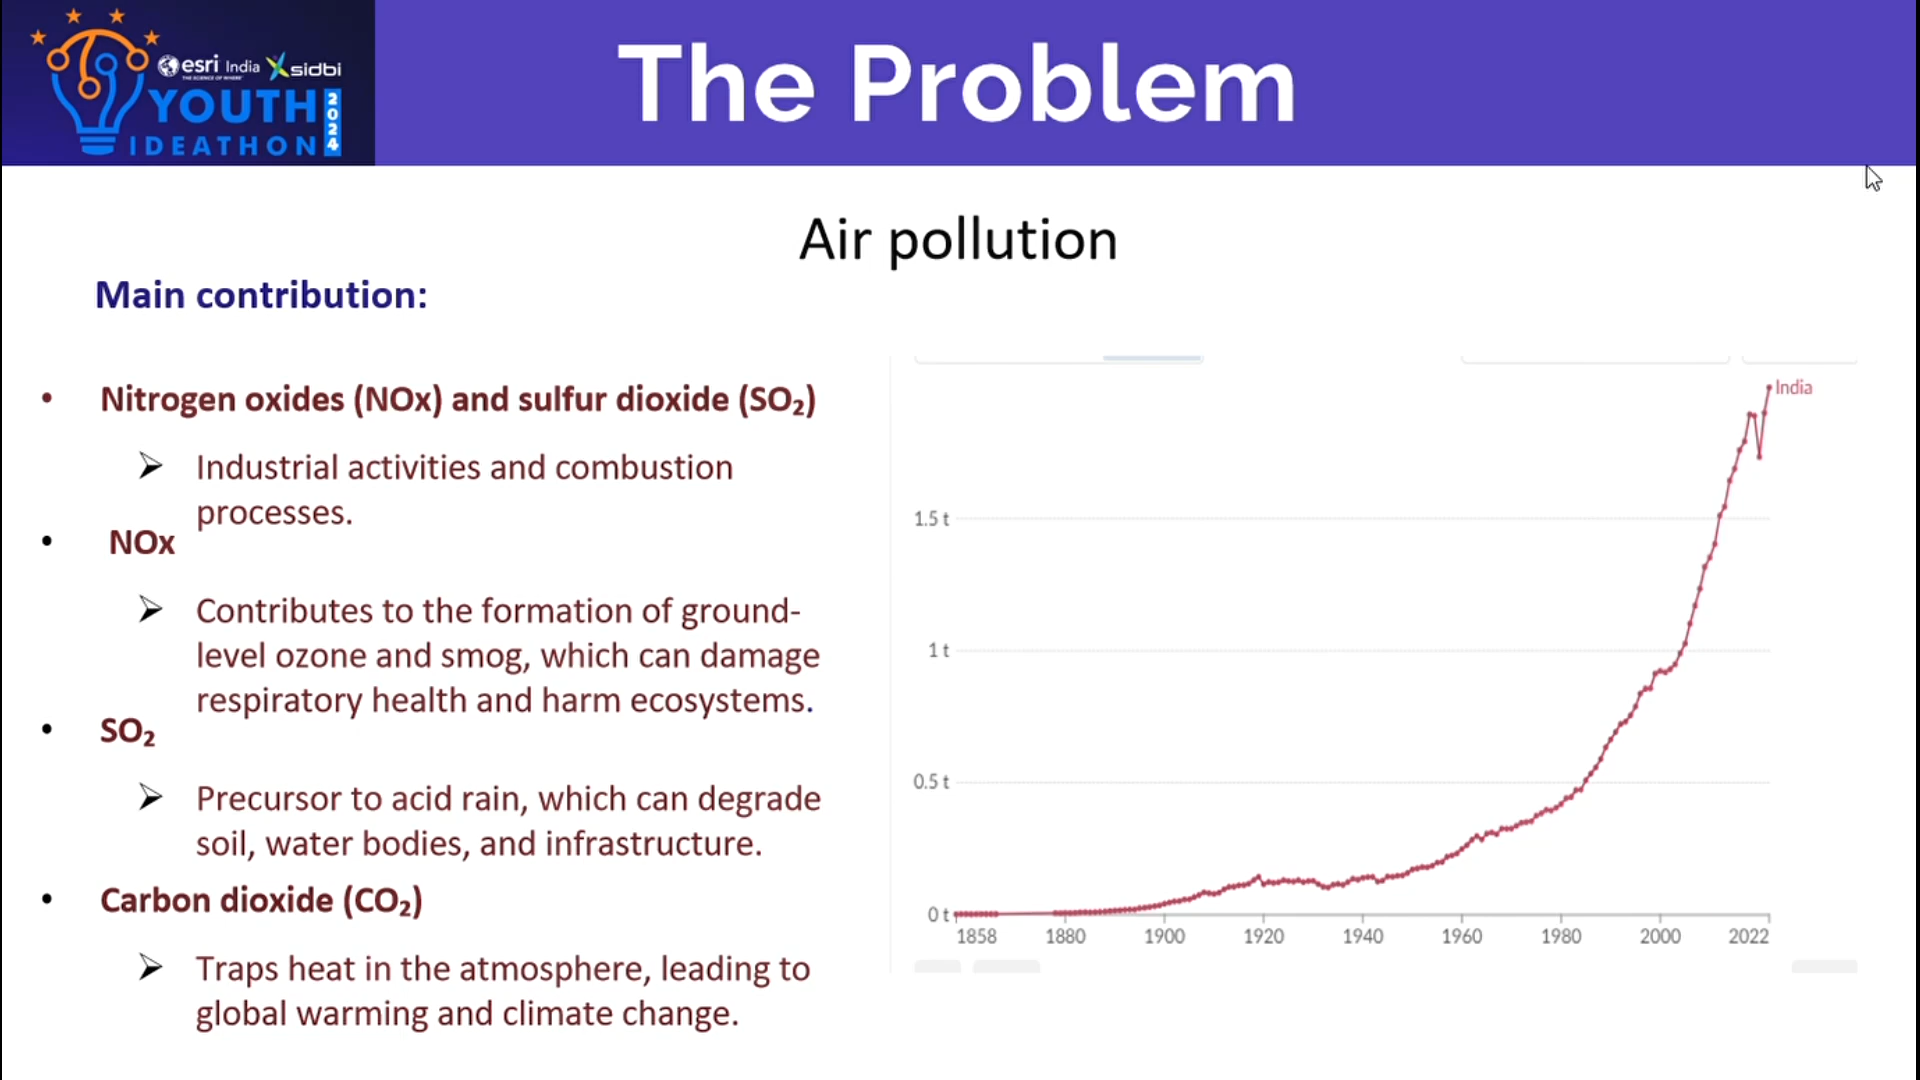 esri India sidbi
THE SCIENCE OF WHERE
YOUTH
IDEATHON
2024
The Problem
Air pollution
Main contribution:
• Nitrogen oxides (NOx) and sulfur dioxide (SO₂)
➢ Industrial activities and combustion
processes.
• NOx
➢ Contributes to the formation of ground-
level ozone and smog, which can damage
respiratory health and harm ecosystems.
• SO₂
➢ Precursor to acid rain, which can degrade
soil, water bodies, and infrastructure.
• Carbon dioxide (CO₂)
➢ Traps heat in the atmosphere, leading to
global warming and climate change.
India
1.5 t
1 t
0.5 t
0 t
1858 1880 1900 1920 1940 1960 1980 2000 2022